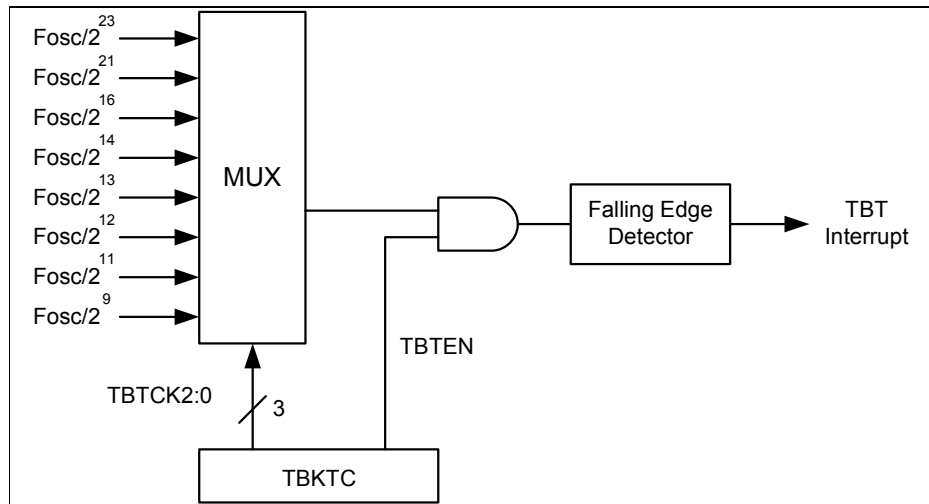 Fosc/2^23
Fosc/2^21
Fosc/2^16
Fosc/2^14
Fosc/2^13
Fosc/2^12
Fosc/2^11
Fosc/2^9
MUX
Falling Edge
Detector
TBT
Interrupt
TBTEN
TBTCK2:0
3
TBKTC